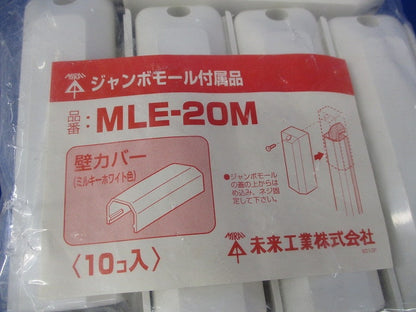 MIRAI
ジャンボモール付属品
品番:MLE-20M
壁カバー
(ミルキーホワイト色)
●ジャンボモール
の蓋の上からは
め込み、ネジ固
定して下さい。
〈10コ入〉
MIRAI
未来工業株式会社